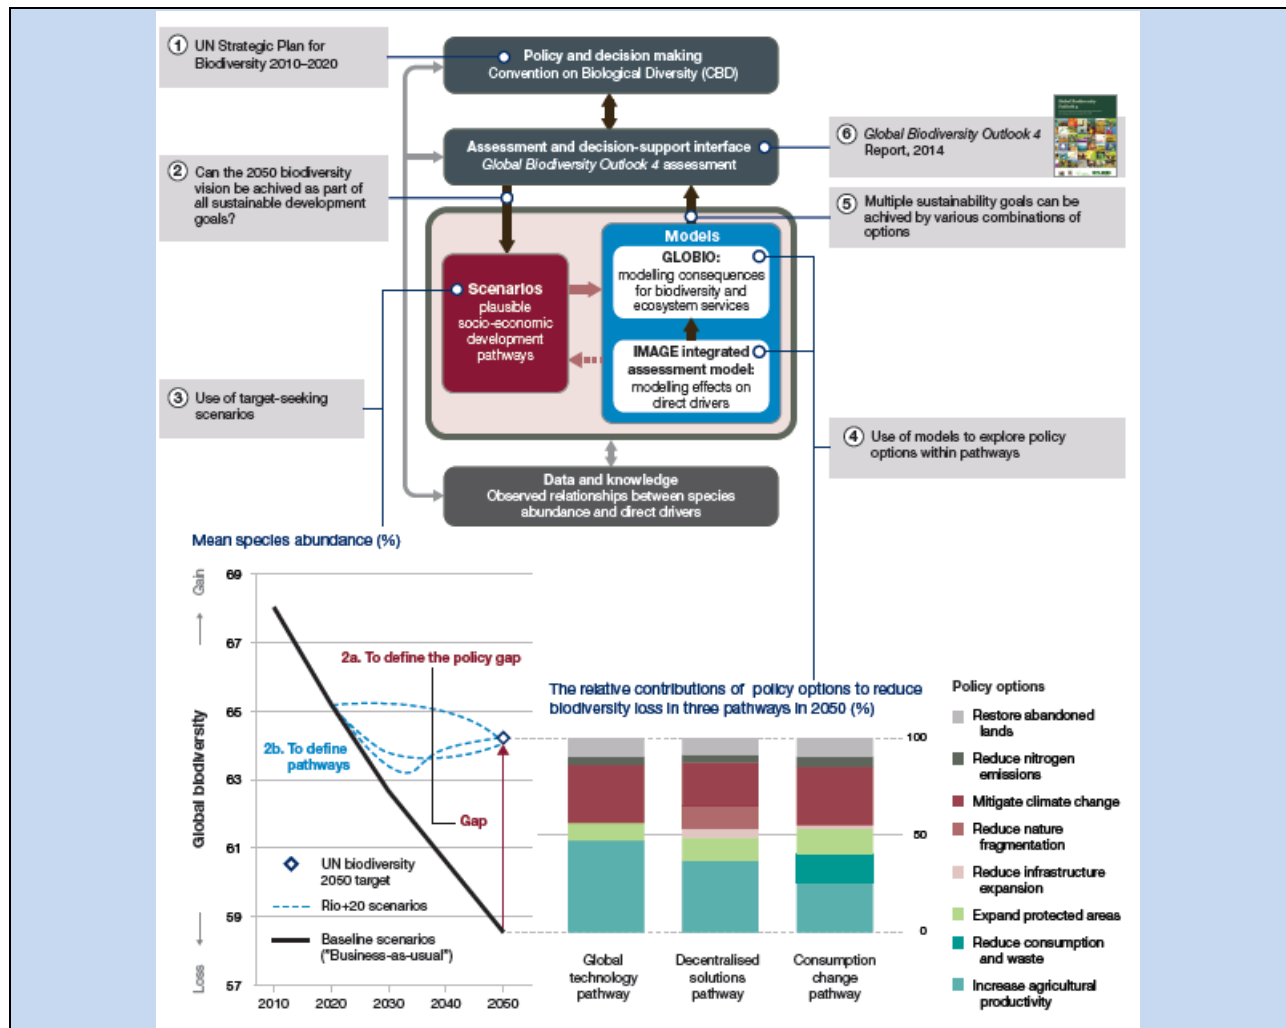 1 UN Strategic Plan for
Biodiversity 2010–2020
Policy and decision making
Convention on Biological Diversity (CBD)
Assessment and decision-support interface
Global Biodiversity Outlook 4 assessment
6 Global Biodiversity Outlook 4
Report, 2014
Global Biodiversity
Outlook 4
2 Can the 2050 biodiversity
vision be achived as part of
all sustainable development
goals?
5 Multiple sustainability goals can be
achived by various combinations of
options
Models
GLOBIO:
modelling consequences
for biodiversity and
ecosystem services
Scenarios
plausible
socio-economic
development
pathways
IMAGE integrated
assessment model:
modelling effects on
direct drivers
3 Use of target-seeking
scenarios
4 Use of models to explore policy
options within pathways
Data and knowledge
Observed relationships between species
abundance and direct drivers
Mean species abundance (%)
Gain
Global biodiversity
Loss
69
67
65
63
61
59
57
2a. To define the policy gap
2b. To define
pathways
Gap
UN biodiversity
2050 target
Rio+20 scenarios
Baseline scenarios
("Business-as-usual")
2010
2020
2030
2040
2050
The relative contributions of policy options to reduce
biodiversity loss in three pathways in 2050 (%)
100
50
0
Global
technology
pathway
Decentralised
solutions
pathway
Consumption
change
pathway
Policy options
Restore abandoned
lands
Reduce nitrogen
emissions
Mitigate climate change
Reduce nature
fragmentation
Reduce infrastructure
expansion
Expand protected areas
Reduce consumption
and waste
Increase agricultural
productivity